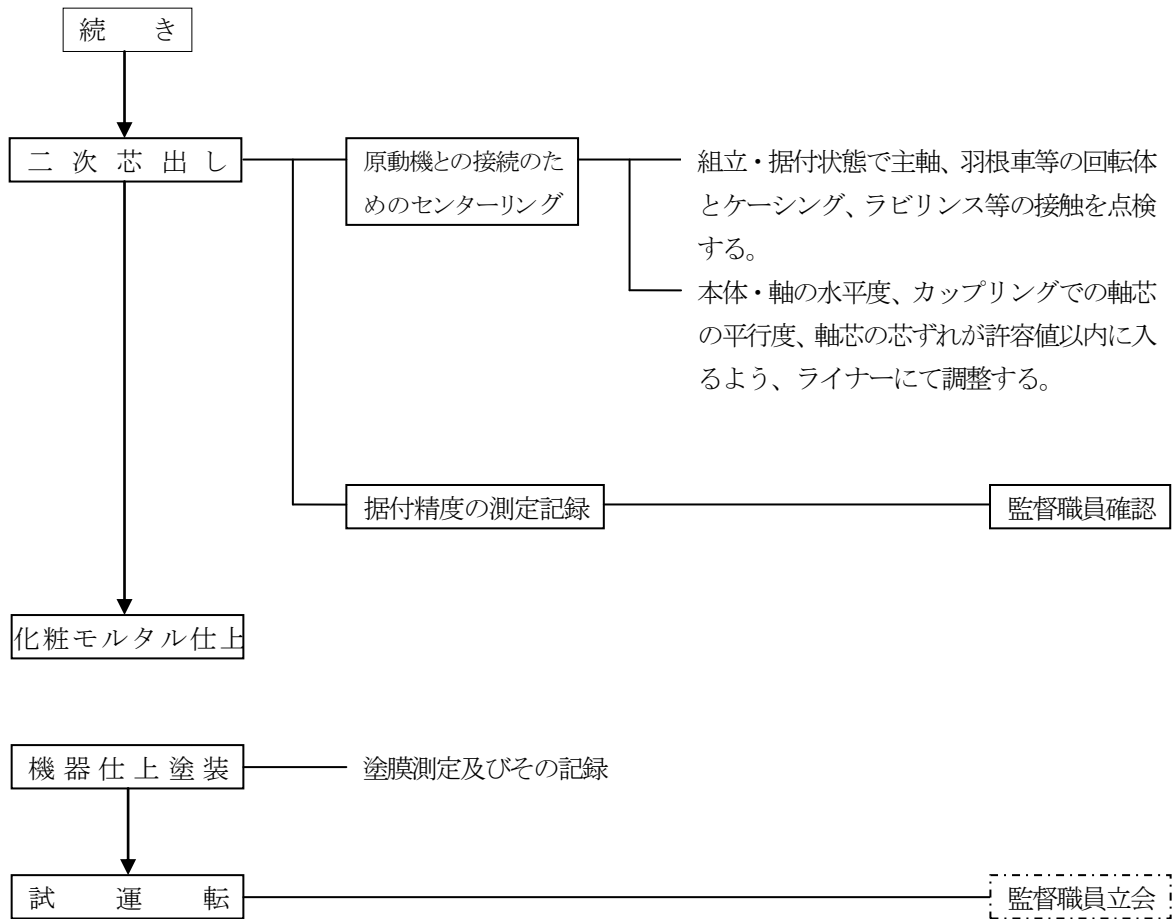 続き
二次芯出し
原動機との接続のた
めのセンターリング
組立・据付状態で主軸、羽根車等の回転体
とケーシング、ラビリンス等の接触を点検
する。
本体・軸の水平度、カップリングでの軸芯
の平行度、軸芯の芯ずれが許容値以内に入
るよう、ライナーにて調整する。
据付精度の測定記録
監督職員確認
化粧モルタル仕上
機器仕上塗装
塗膜測定及びその記録
試運転
監督職員立会